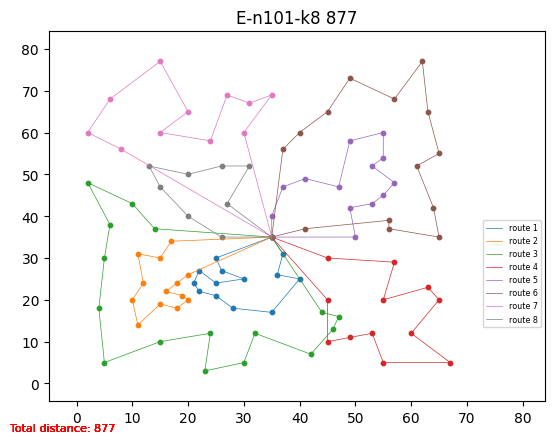 E-n101-k8 877
80
70
60
50
40
30
20
10
0
0 10 20 30 40 50 60 70 80
route 1
route 2
route 3
route 4
route 5
route 6
route 7
route 8
Total distance: 877